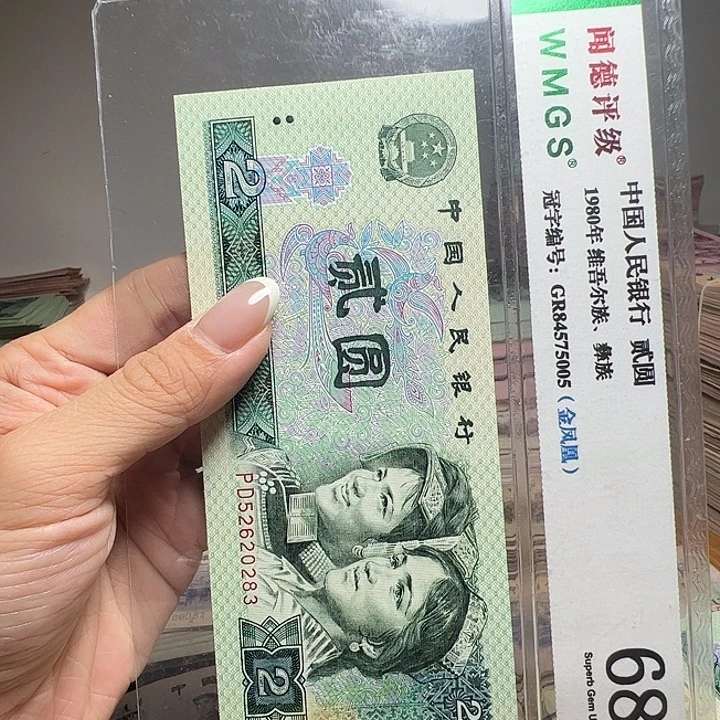 闻德评级®
WMGS®
中国人民银行 贰圆
1980年 维吾尔族、彝族
冠字编号: GR84575005 (金凤凰)
68
Superb Gem U
中国人民银行
贰圆
2
PD52620283
2
2